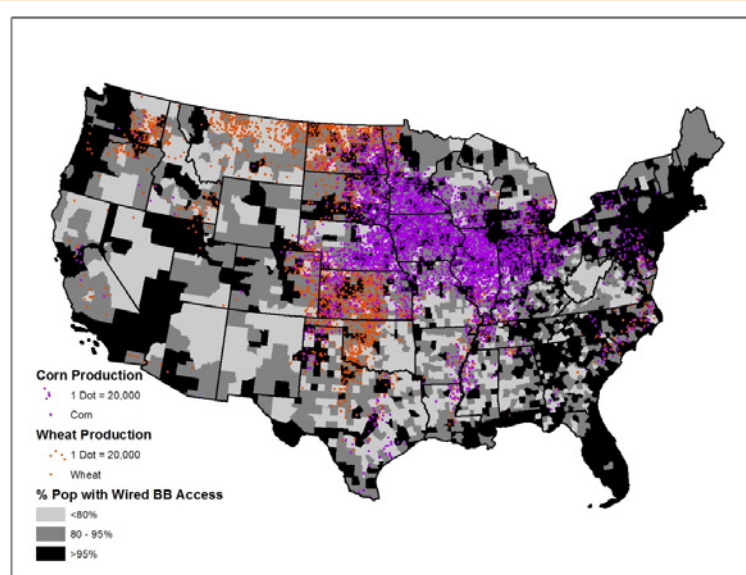 Corn Production
1 Dot = 20,000
Corn
Wheat Production
1 Dot = 20,000
Wheat
% Pop with Wired BB Access
<80%
80 - 95%
>95%